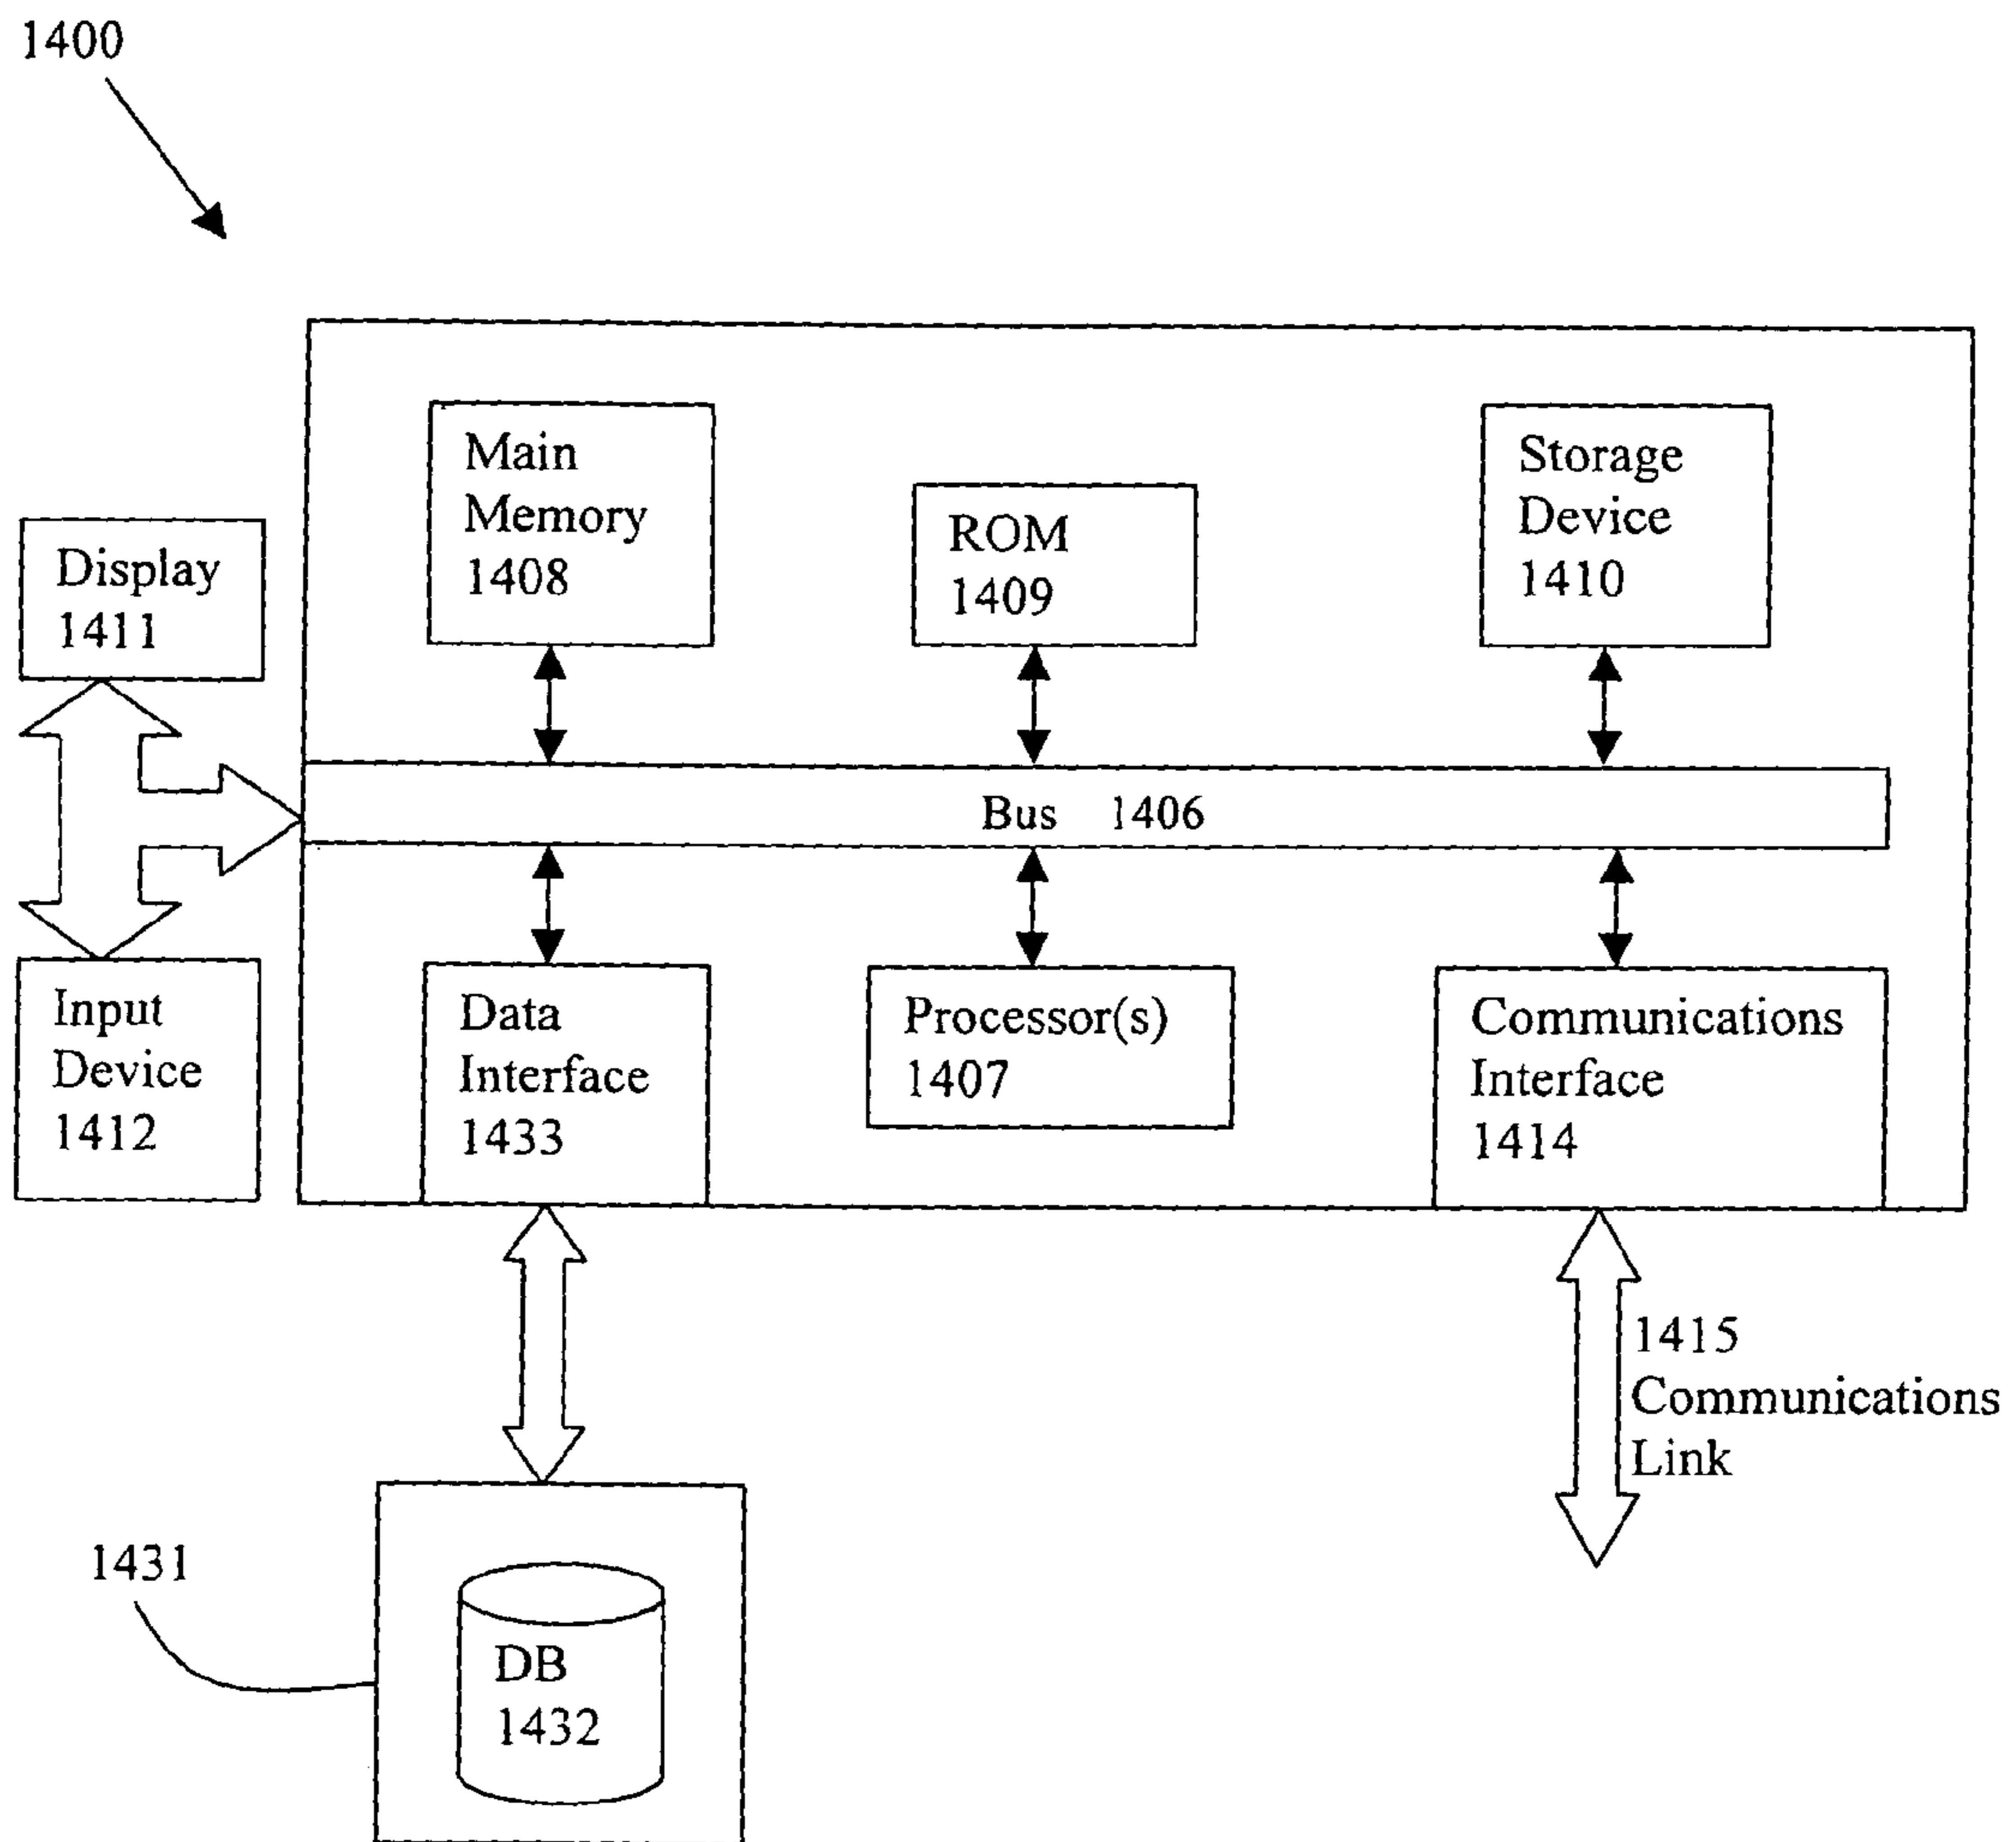 1400
Main
Memory
1408
ROM
1409
Storage
Device
1410
Display
1411
Bus 1406
Input
Device
1412
Data
Interface
1433
Processor(s)
1407
Communications
Interface
1414
1415
Communications
Link
1431
DB
1432